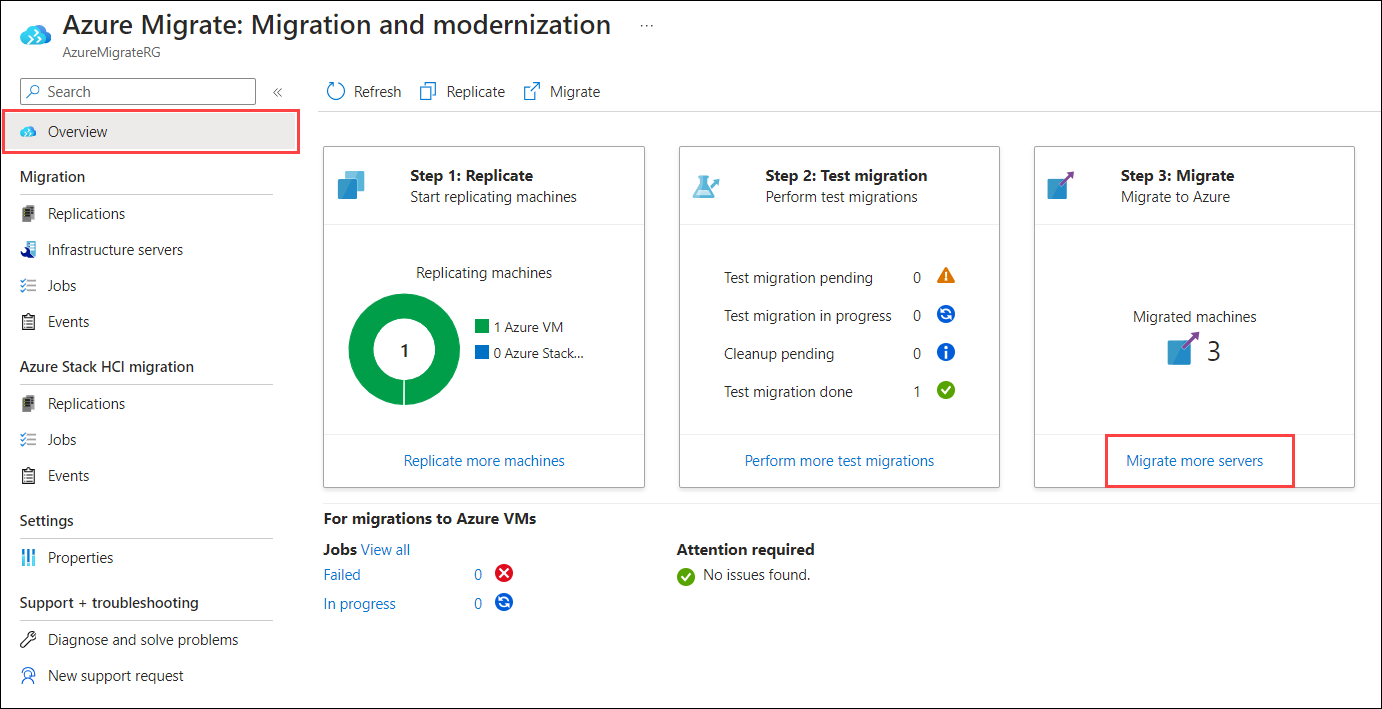 Azure Migrate: Migration and modernization ...
AzureMigrateRG
Search «
Overview
Migration
Replications
Infrastructure servers
Jobs
Events
Azure Stack HCI migration
Replications
Jobs
Events
Settings
Properties
Support + troubleshooting
Diagnose and solve problems
New support request
Refresh Replicate Migrate
Step 1: Replicate
Start replicating machines
Replicating machines
1
1 Azure VM
0 Azure Stack...
Replicate more machines
Step 2: Test migration
Perform test migrations
Test migration pending 0
Test migration in progress 0
Cleanup pending 0
Test migration done 1
Perform more test migrations
Step 3: Migrate
Migrate to Azure
Migrated machines
3
Migrate more servers
For migrations to Azure VMs
Jobs View all
Failed 0
In progress 0
Attention required
No issues found.